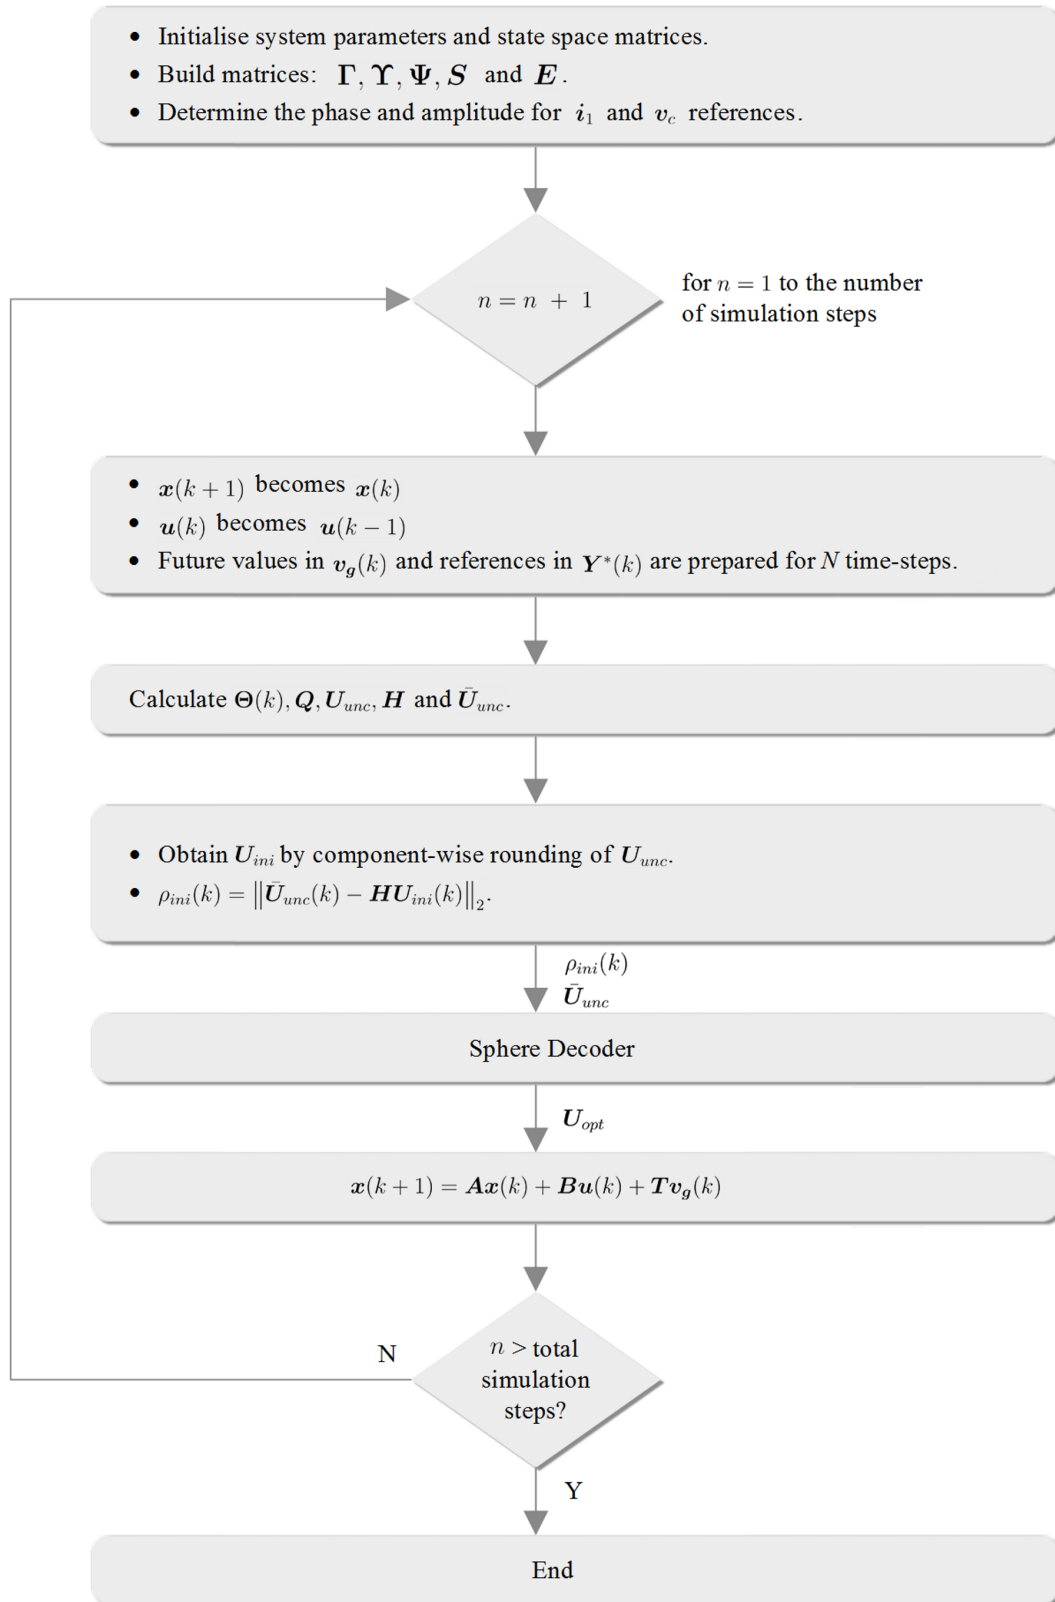 • Initialise system parameters and state space matrices.
• Build matrices: Γ, ϒ, Ψ, S and E.
• Determine the phase and amplitude for i₁ and v_c references.
n = n + 1
for n = 1 to the number
of simulation steps
• x(k + 1) becomes x(k)
• u(k) becomes u(k − 1)
• Future values in v_g(k) and references in Y*(k) are prepared for N time-steps.
Calculate Θ(k), Q, U_unc, H and Ū_unc.
• Obtain U_ini by component-wise rounding of U_unc.
• ρ_ini(k) = ||Ū_unc(k) − HU_ini(k)||₂.
ρ_ini(k)
Ū_unc
Sphere Decoder
U_opt
x(k + 1) = Ax(k) + Bu(k) + Tv_g(k)
N
n > total
simulation
steps?
Y
End